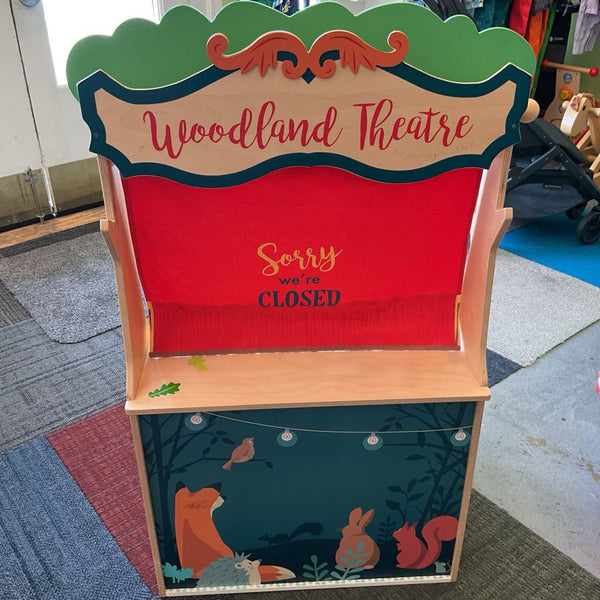 Woodland Theatre
Sorry
we're
CLOSED